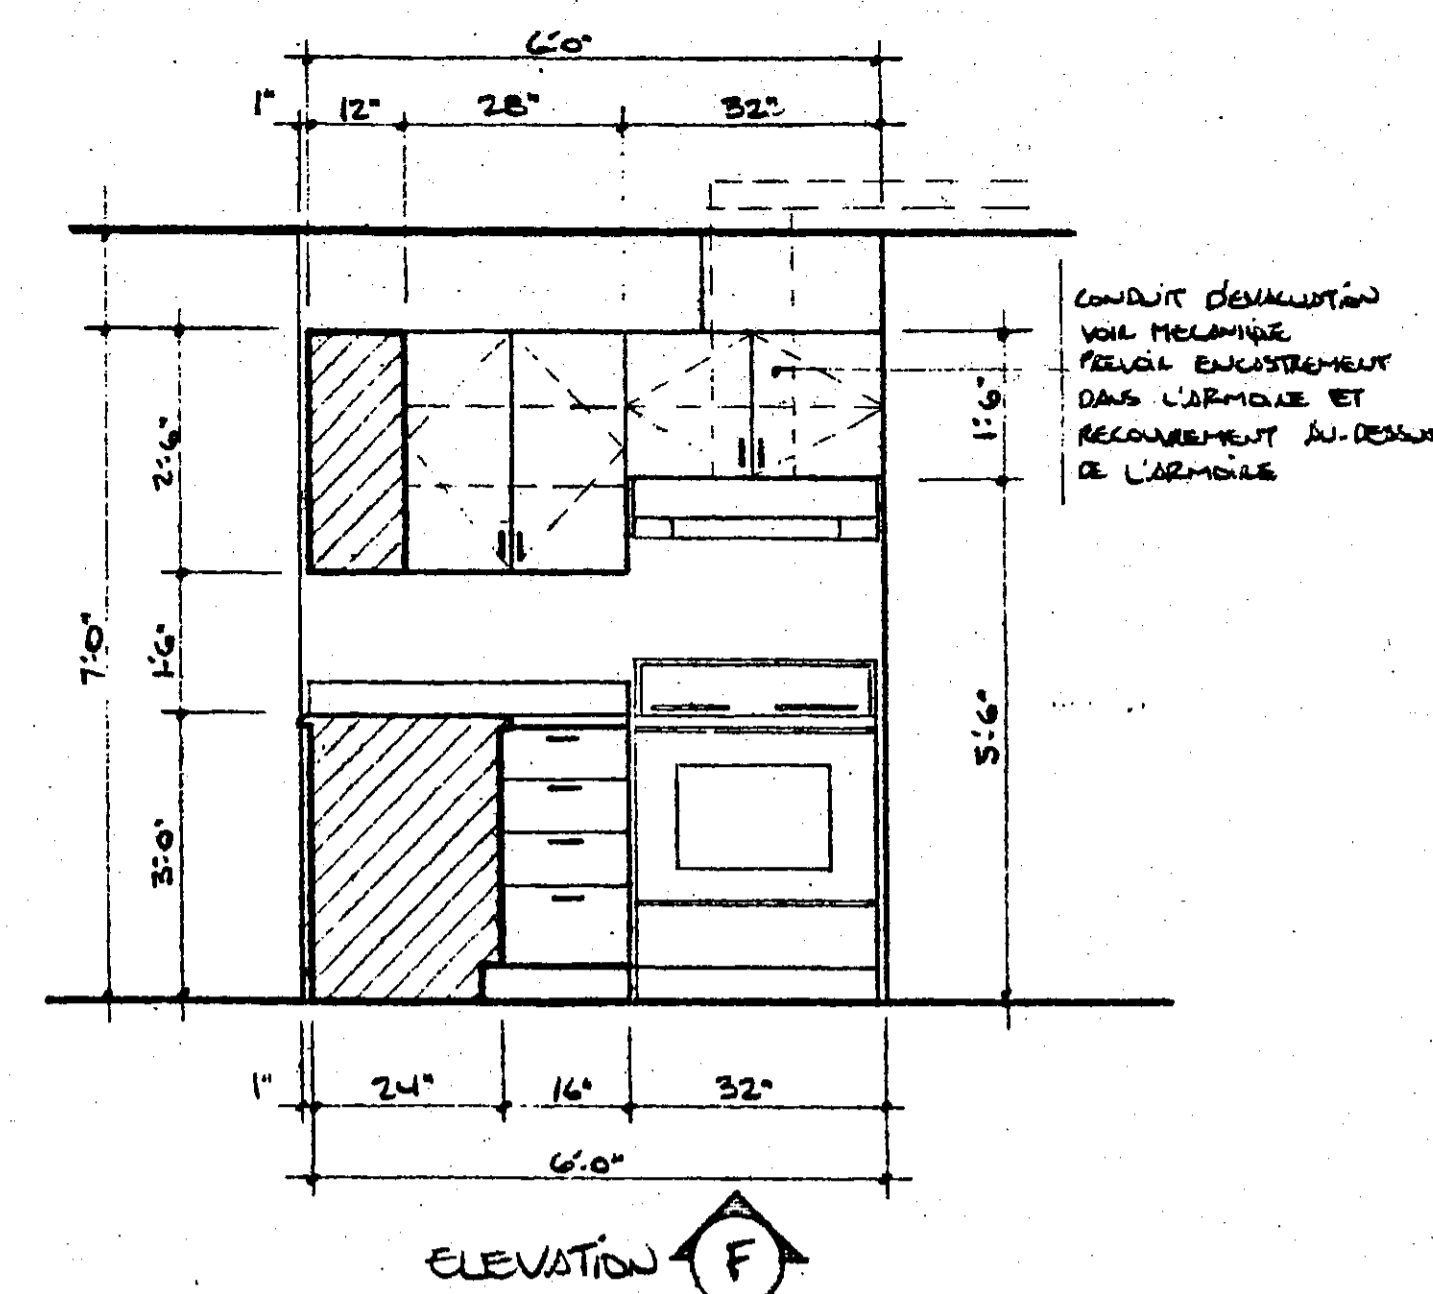 6'-0"
1" 12" 28" 32"
CONDUIT D'EVACUATION
VOIR MECANIQUE
PREVOIR ENCASTREMENT
DANS L'ARMOIRE ET
RECOUVREMENT AU-DESSUS
DE L'ARMOIRE
2'-6"
1'-6"
7'-0"
1'-6"
5'-6"
3'-0"
1" 24" 16" 32"
6'-0"
ELEVATION F